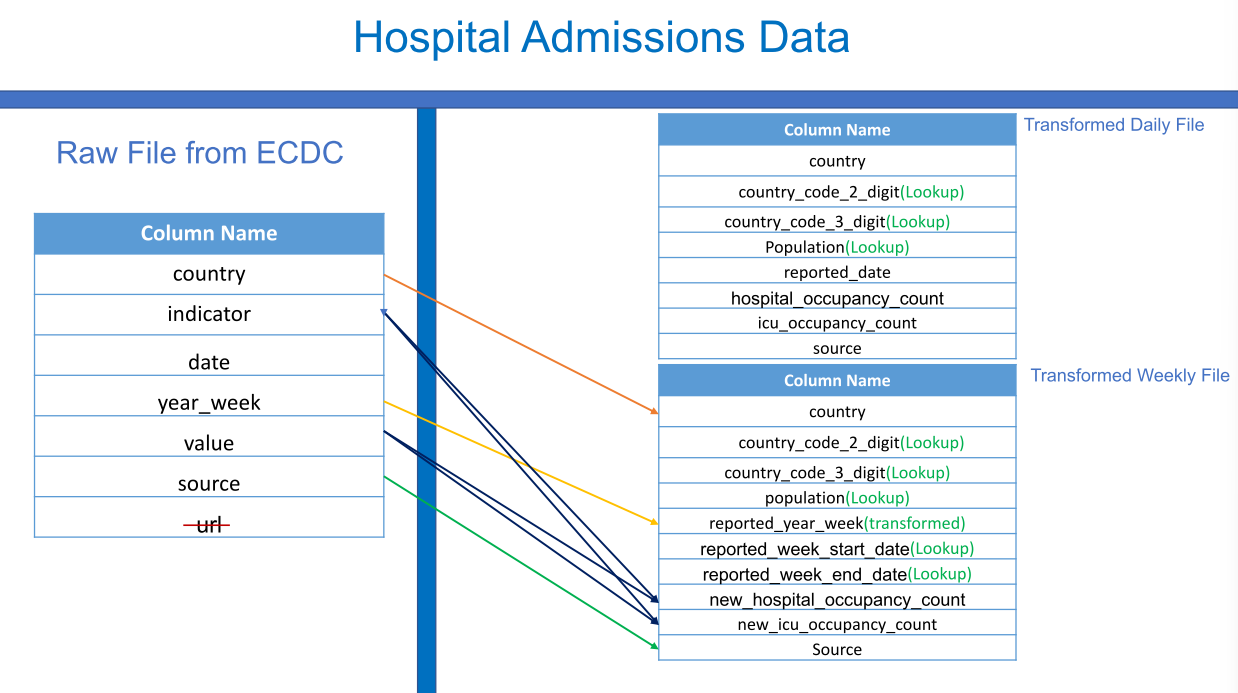 Hospital Admissions Data
Raw File from ECDC
Column Name
country
indicator
date
year_week
value
source
url
Column Name
country
country_code_2_digit(Lookup)
country_code_3_digit(Lookup)
Population(Lookup)
reported_date
hospital_occupancy_count
icu_occupancy_count
source
Transformed Daily File
Column Name
country
country_code_2_digit(Lookup)
country_code_3_digit(Lookup)
population(Lookup)
reported_year_week(transformed)
reported_week_start_date(Lookup)
reported_week_end_date(Lookup)
new_hospital_occupancy_count
new_icu_occupancy_count
Source
Transformed Weekly File